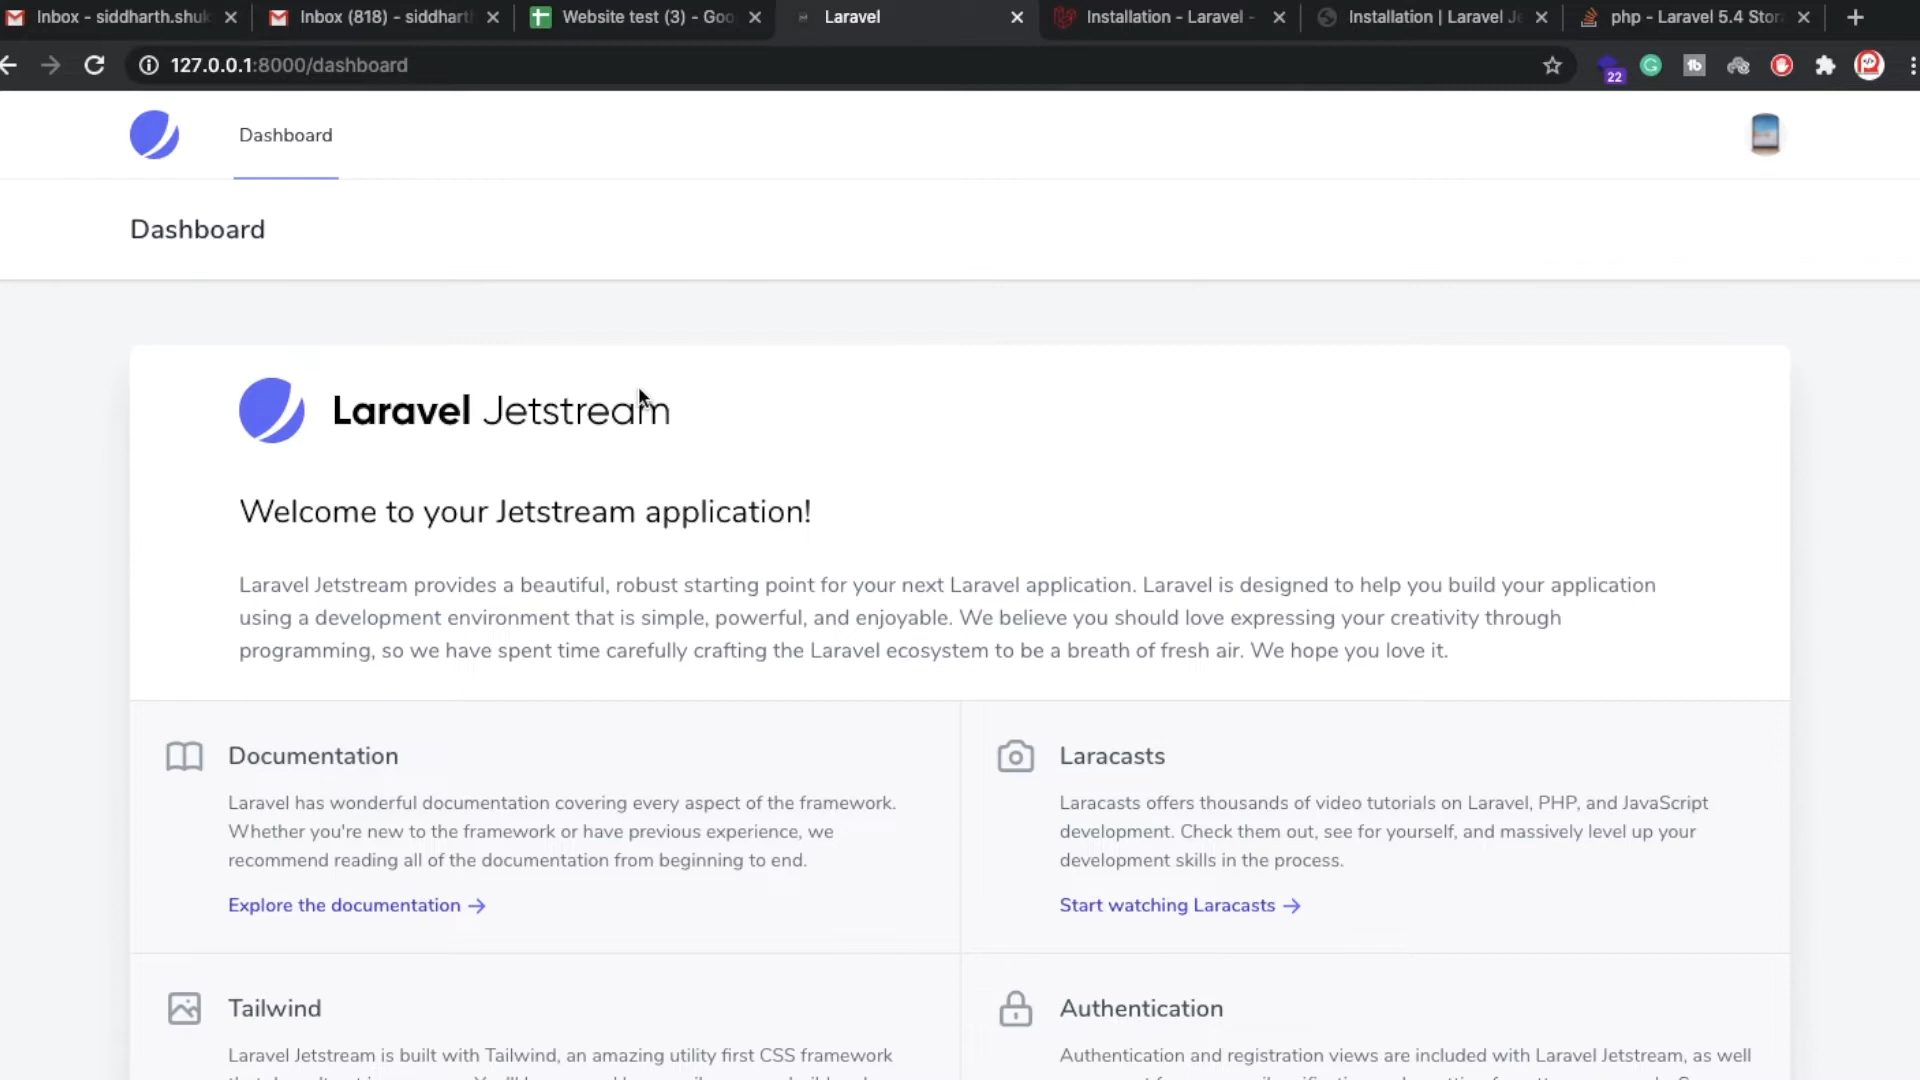 Inbox - siddharth.shuk
Inbox (818) - siddhart
Website test (3) - Goo
Laravel
Installation - Laravel -
Installation | Laravel Je
php - Laravel 5.4 Stor
127.0.0.1:8000/dashboard
22
Dashboard
Dashboard
Laravel Jetstream
Welcome to your Jetstream application!
Laravel Jetstream provides a beautiful, robust starting point for your next Laravel application. Laravel is designed to help you build your application
using a development environment that is simple, powerful, and enjoyable. We believe you should love expressing your creativity through
programming, so we have spent time carefully crafting the Laravel ecosystem to be a breath of fresh air. We hope you love it.
Documentation
Laravel has wonderful documentation covering every aspect of the framework.
Whether you're new to the framework or have previous experience, we
recommend reading all of the documentation from beginning to end.
Explore the documentation →
Laracasts
Laracasts offers thousands of video tutorials on Laravel, PHP, and JavaScript
development. Check them out, see for yourself, and massively level up your
development skills in the process.
Start watching Laracasts →
Tailwind
Laravel Jetstream is built with Tailwind, an amazing utility first CSS framework
Authentication
Authentication and registration views are included with Laravel Jetstream, as well